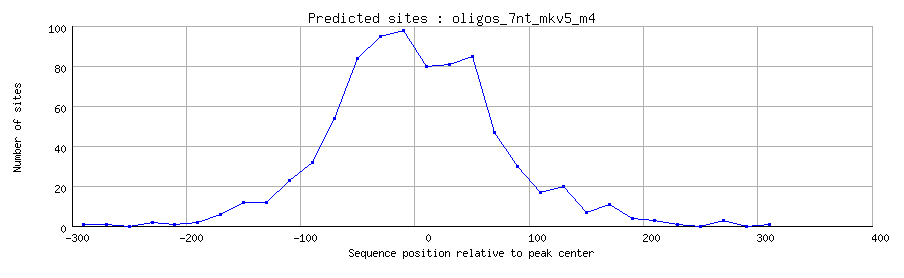 Predicted sites : oligos_7nt_mkv5_m4
100
80
60
40
20
0
Number of sites
-300 -200 -100 0 100 200 300 400
Sequence position relative to peak center